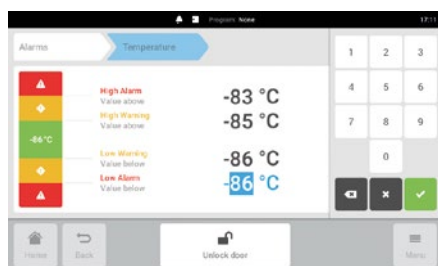 Program: None
17:11
Alarms
Temperature
High Alarm
Value above
-83 °C
High Warning
Value above
-85 °C
-86°C
Low Warning
Value below
-86 °C
Low Alarm
Value below
-86 °C
1 2 3
4 5 6
7 8 9
0
Home
Back
Unlock door
Menu